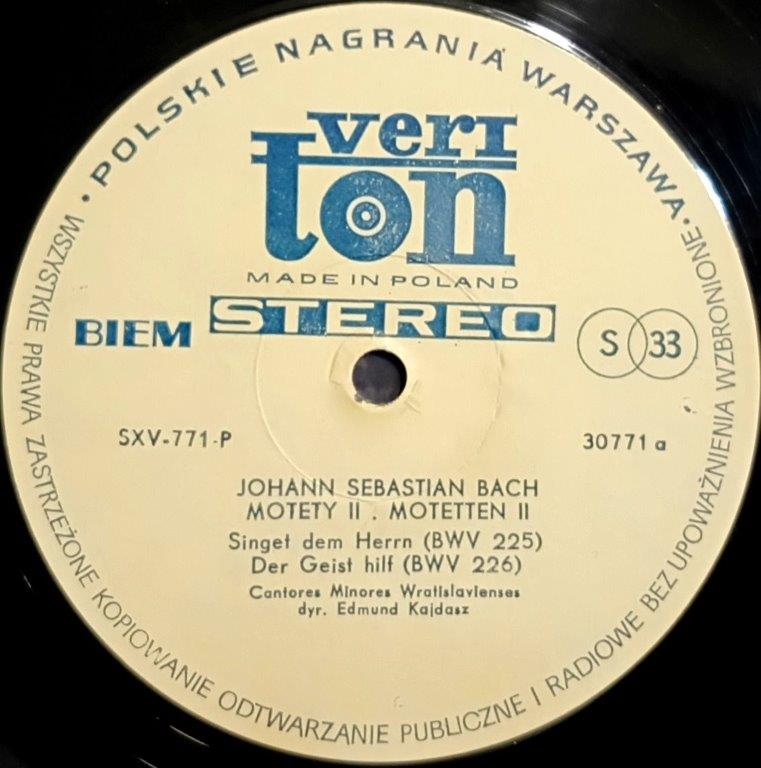 • POLSKIE NAGRANIA WARSZAWA •
veri
ton
MADE IN POLAND
STEREO
BIEM
S 33
SXV-771-P
30771 a
JOHANN SEBASTIAN BACH
MOTETY II . MOTETTEN II
Singet dem Herrn (BWV 225)
Der Geist hilf (BWV 226)
Cantores Minores Wratislavienses
dyr. Edmund Kajdasz
WSZYSTKIE PRAWA ZASTRZEŻONE KOPIOWANIE ODTWARZANIE PUBLICZNE I RADIOWE BEZ UPOWAŻNIENIA WZBRONIONE